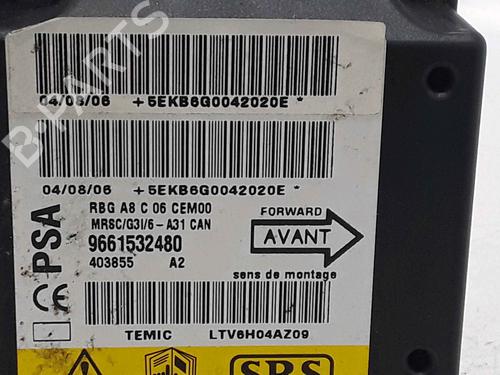 04/08/06 +5EKB6G0042020E *
04/08/06 +5EKB6G0042020E *
PSA
CE
RBG A8 C 06 CEM00
MRSC/G3I/6-A31 CAN
9661532480
403855 A2
FORWARD
AVANT
sens de montage
TEMIC LTV6H04AZ09
SRS
B-PARTS